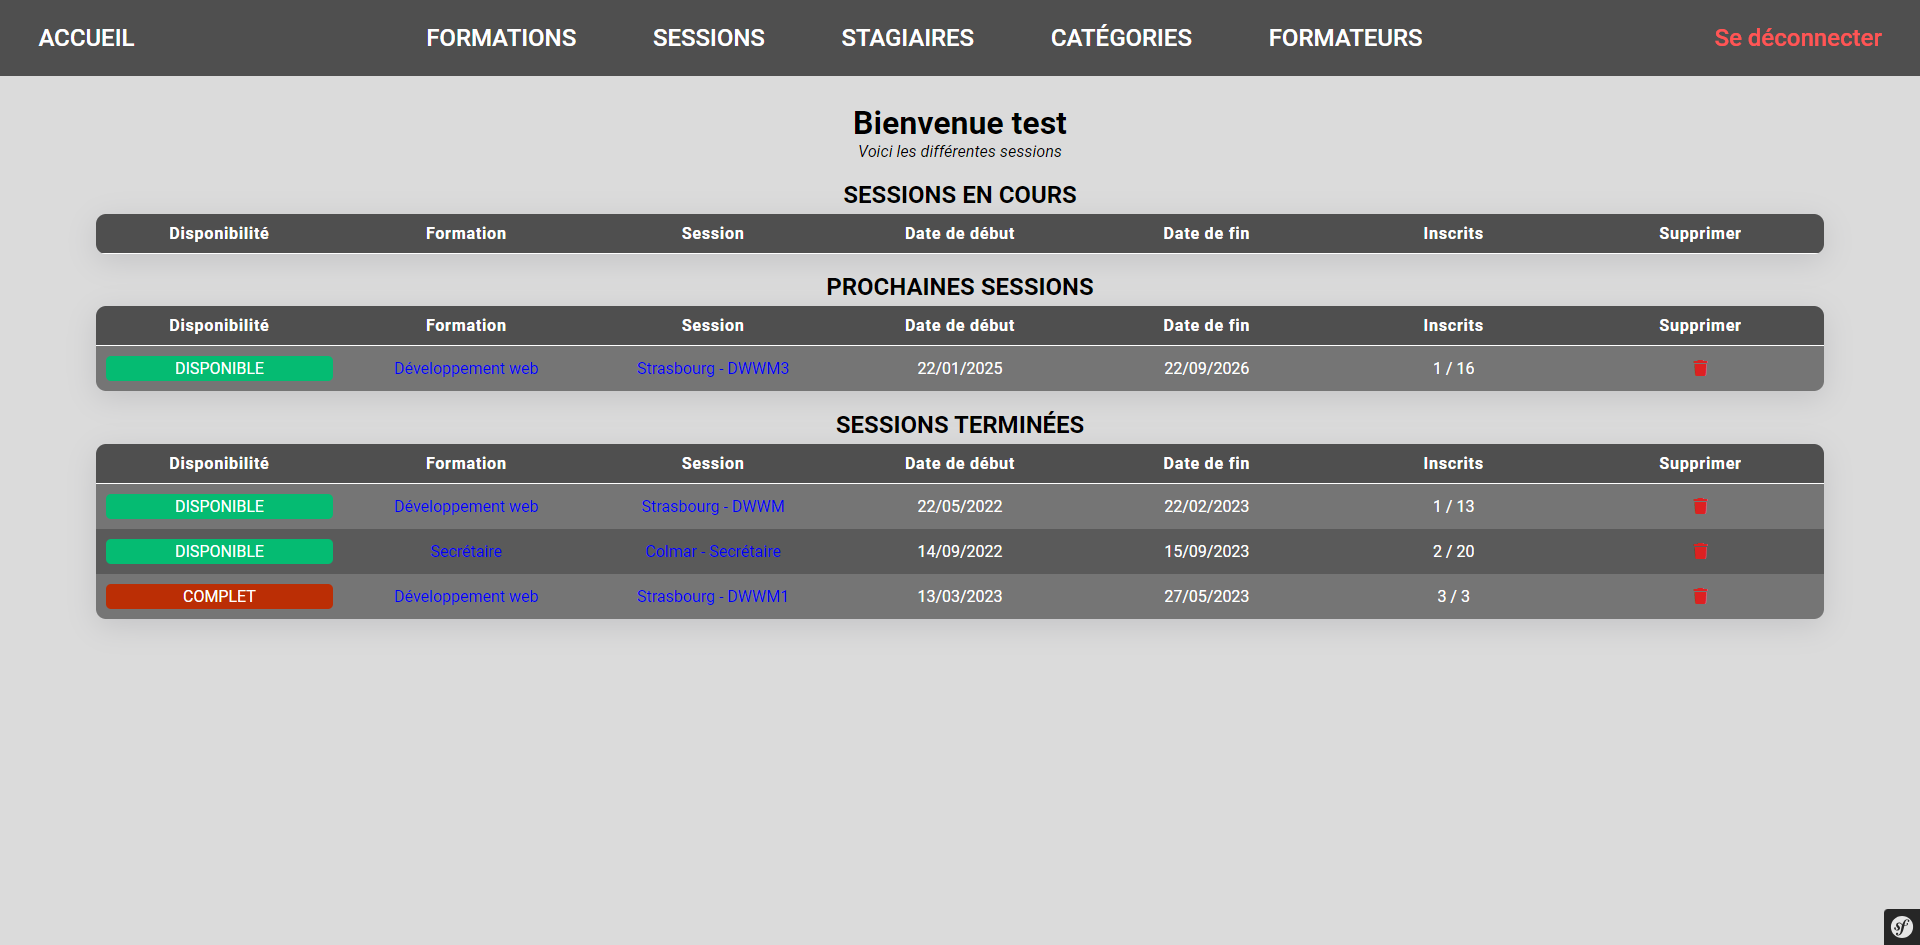 ACCUEIL FORMATIONS SESSIONS STAGIAIRES CATÉGORIES FORMATEURS Se déconnecter
Bienvenue test
Voici les différentes sessions
SESSIONS EN COURS
Disponibilité Formation Session Date de début Date de fin Inscrits Supprimer
PROCHAINES SESSIONS
Disponibilité Formation Session Date de début Date de fin Inscrits Supprimer
DISPONIBLE Développement web Strasbourg - DWWM3 22/01/2025 22/09/2026 1 / 16
SESSIONS TERMINÉES
Disponibilité Formation Session Date de début Date de fin Inscrits Supprimer
DISPONIBLE Développement web Strasbourg - DWWM 22/05/2022 22/02/2023 1 / 13
DISPONIBLE Secrétaire Colmar - Secrétaire 14/09/2022 15/09/2023 2 / 20
COMPLET Développement web Strasbourg - DWWM1 13/03/2023 27/05/2023 3 / 3
sf